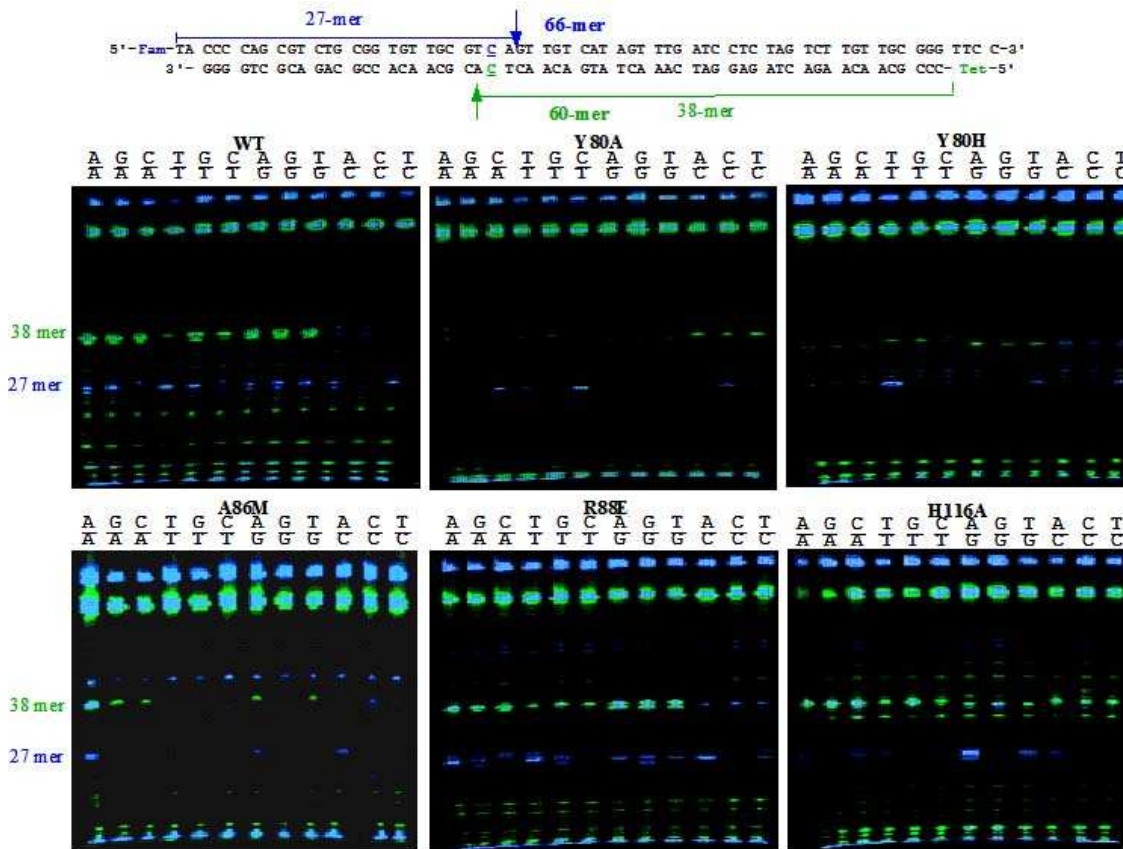 27-mer 66-mer
5'-Fam-TA CCCC CAG CGT CTG CGG TGT TGC GTC AGT TGT CAT AGT TTG ATC CTC TAG TCT TGT TGC GGG TTC C-3'
3'- GGGG GTC GCA GAC GCC ACA ACG CA C TCA ACA GTA TCA AAC TAG GAG ATC AGA ACA ACG CCC- Tet-5'
60-mer 38-mer
WT Y80A Y80H
A G C T G C A G T A C T A G C T G C A G T A C T A G C T G C A G T A C T
A A A T T T G G G C C C A A A T T T G G G C C C A A A T T T G G G C C C
38 mer
27 mer
A86M R88E H116A
A G C T G C A G T A C T A G C T G C A G T A C T A G C T G C A G T A C T
A A A T T T G G G C C C A A A T T T G G G C C C A A A T T T G G G C C C
38 mer
27 mer